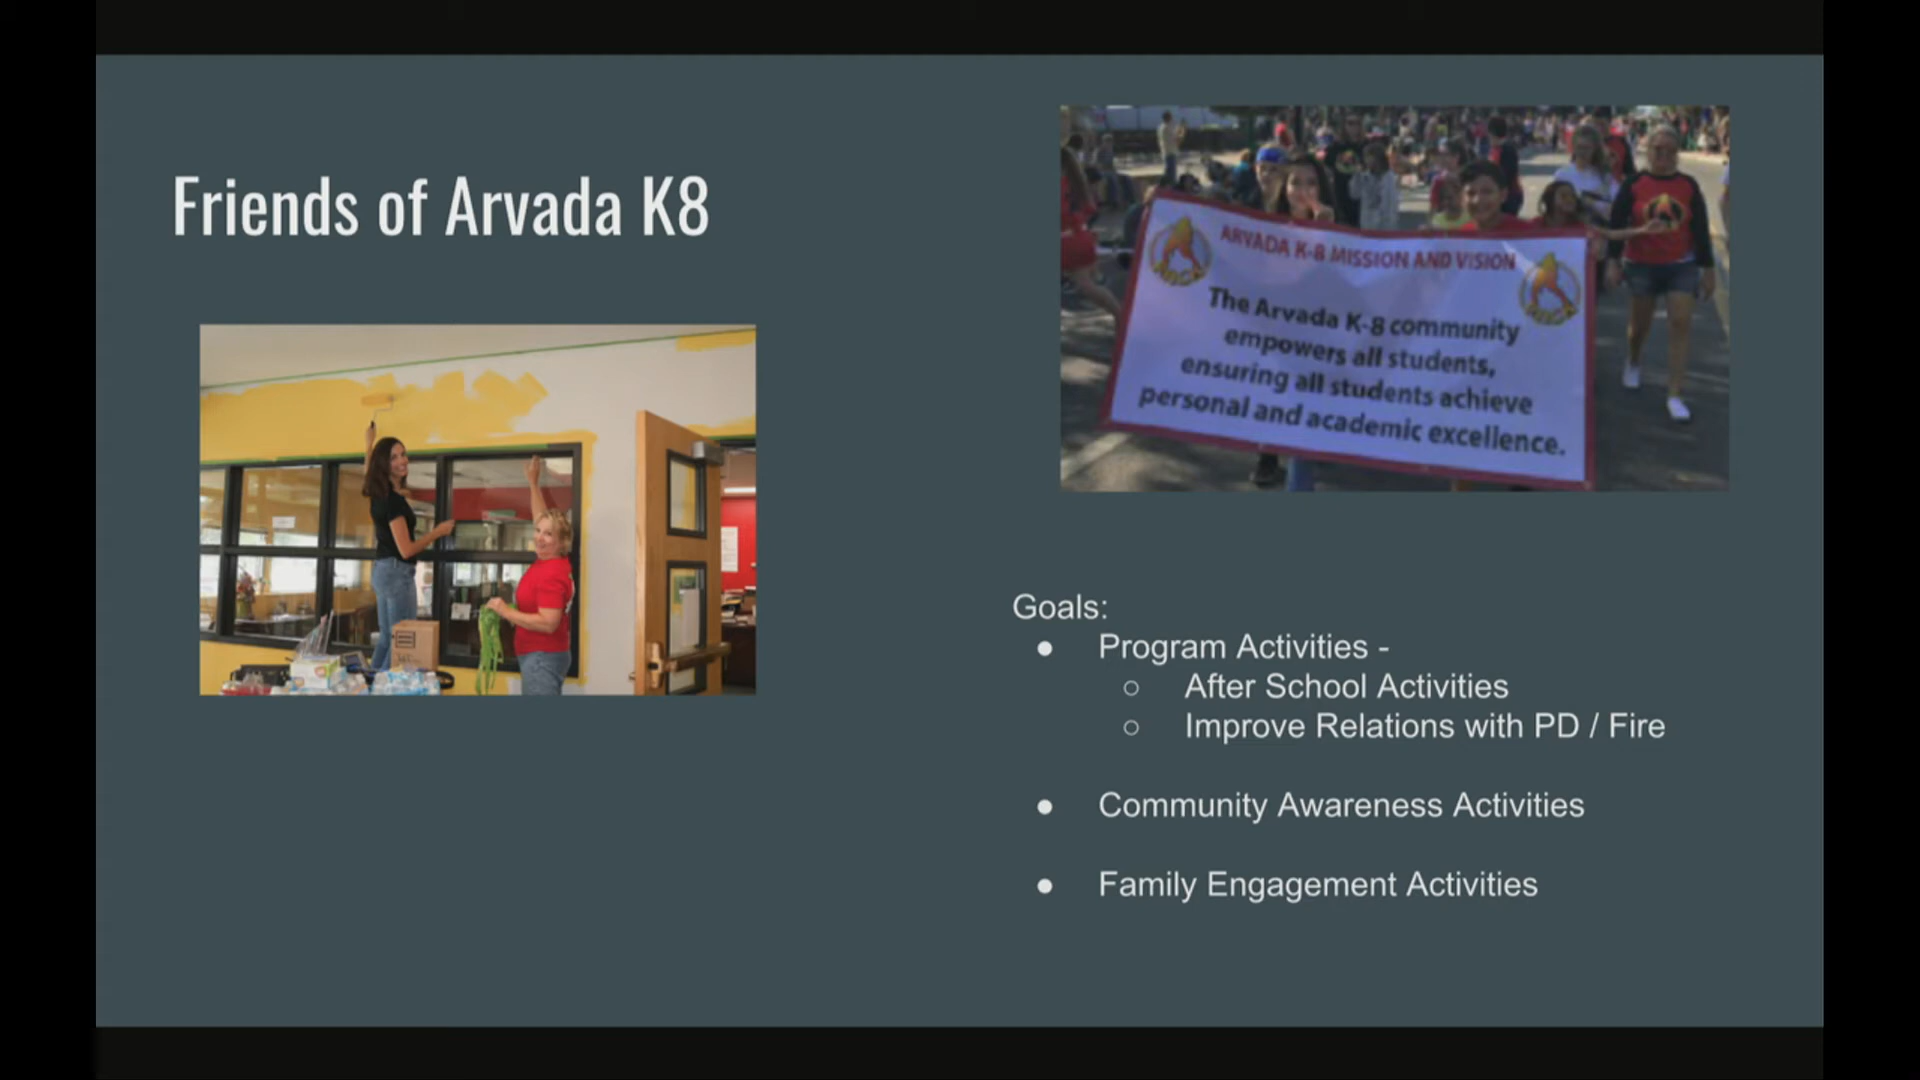 Friends of Arvada K8
ARVADA K-8 MISSION AND VISION
The Arvada K-8 community
empowers all students,
ensuring all students achieve
personal and academic excellence.
Goals:
● Program Activities -
○ After School Activities
○ Improve Relations with PD / Fire
● Community Awareness Activities
● Family Engagement Activities